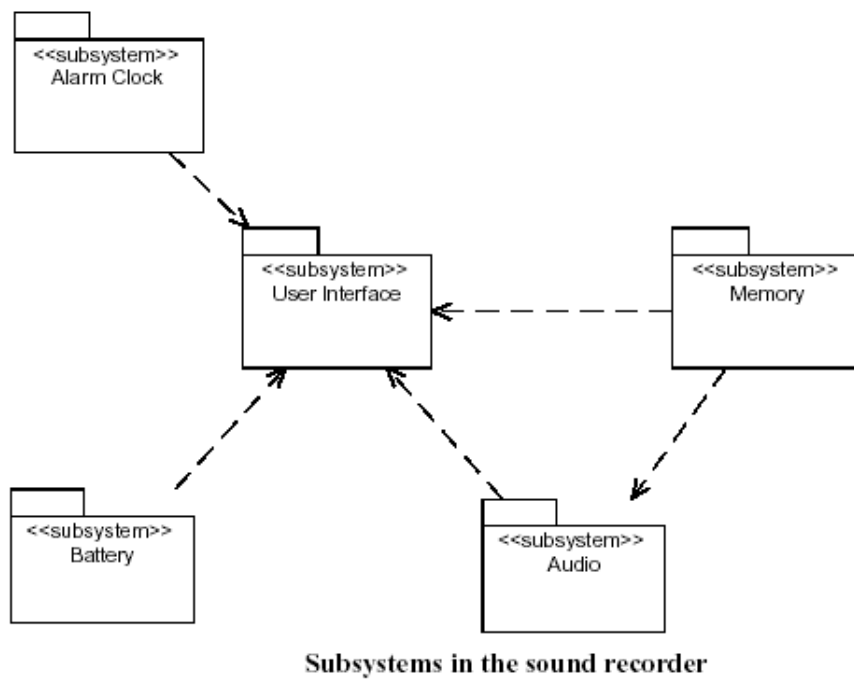 <<subsystem>>
Alarm Clock
<<subsystem>>
User Interface
<<subsystem>>
Memory
<<subsystem>>
Battery
<<subsystem>>
Audio
Subsystems in the sound recorder